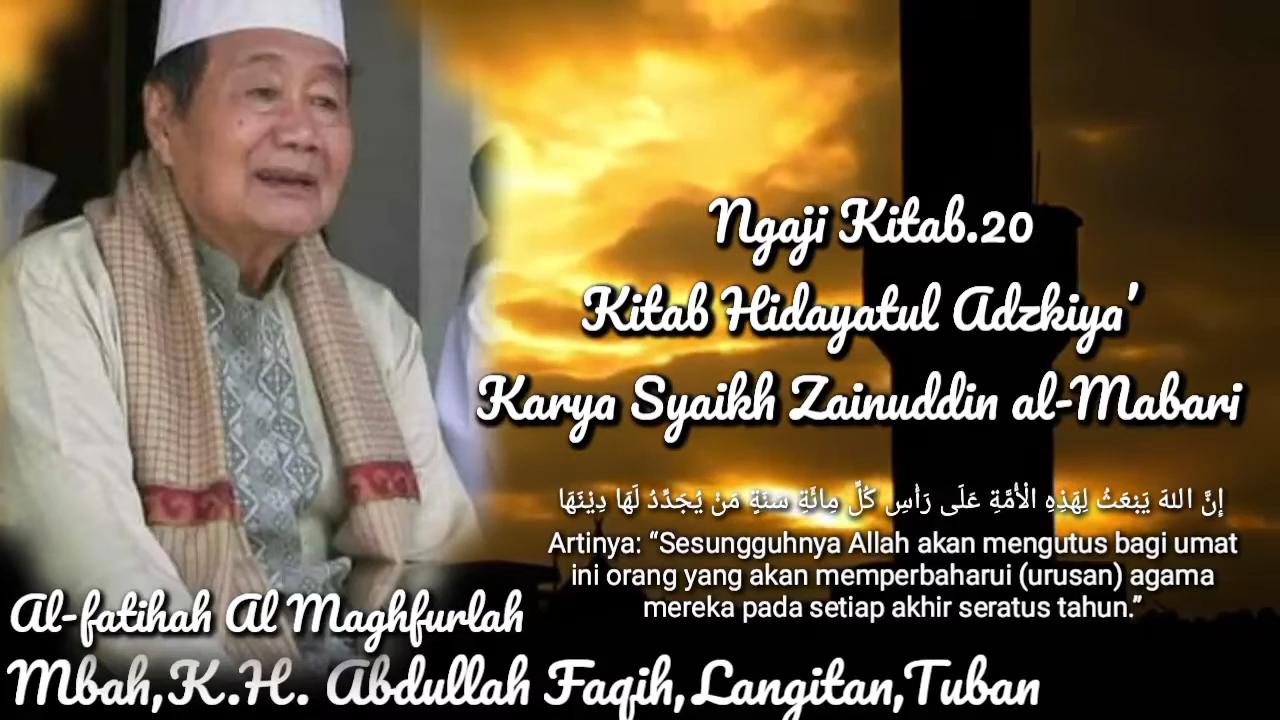 Ngaji Kitab.20
Kitab Hidayatul Adzkiya'
Karya Syaikh Zainuddin al-Mabari
إِنَّ اللهَ يَبْعَثُ لِهَذِهِ الْأُمَّةِ عَلَى رَأْسِ كُلِّ مِائَةِ سَنَةٍ مَنْ يُجَدِّدُ لَهَا دِيْنَهَا
Artinya: “Sesungguhnya Allah akan mengutus bagi umat
ini orang yang akan memperbaharui (urusan) agama
mereka pada setiap akhir seratus tahun.”
Al-fatihah Al Maghfurlah
Mbah,K.H. Abdullah Faqih,Langitan,Tuban